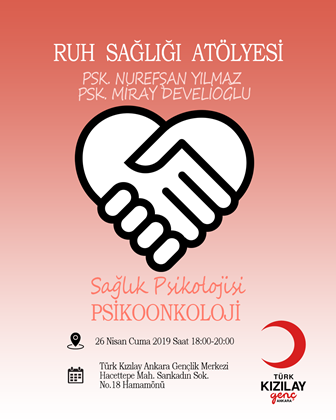 RUH SAĞLIĞI ATÖLYESİ
PSK. NUREFŞAN YILMAZ
PSK. MİRAY DEVELİOĞLU
Sağlık Psikolojisi
PSİKOONKOLOJİ
26 Nisan Cuma 2019 Saat 18:00-20:00
Türk Kızılay Ankara Gençlik Merkezi
Hacettepe Mah. Sarıkadın Sok.
No.18 Hamamönü
TÜRK
KIZILAY
genç
ANKARA